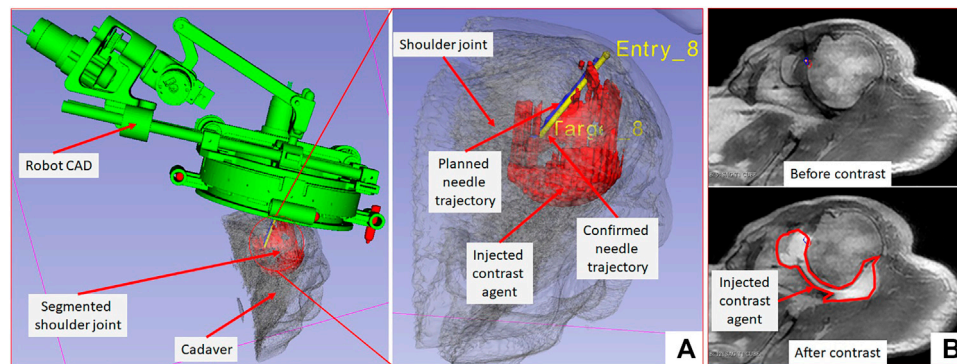 Robot CAD
Segmented
shoulder joint
Cadaver
Shoulder joint
Entry_8
Planned
needle
trajectory
Injected
contrast
agent
Confirmed
needle
trajectory
A
Before contrast
Injected
contrast
agent
After contrast
B